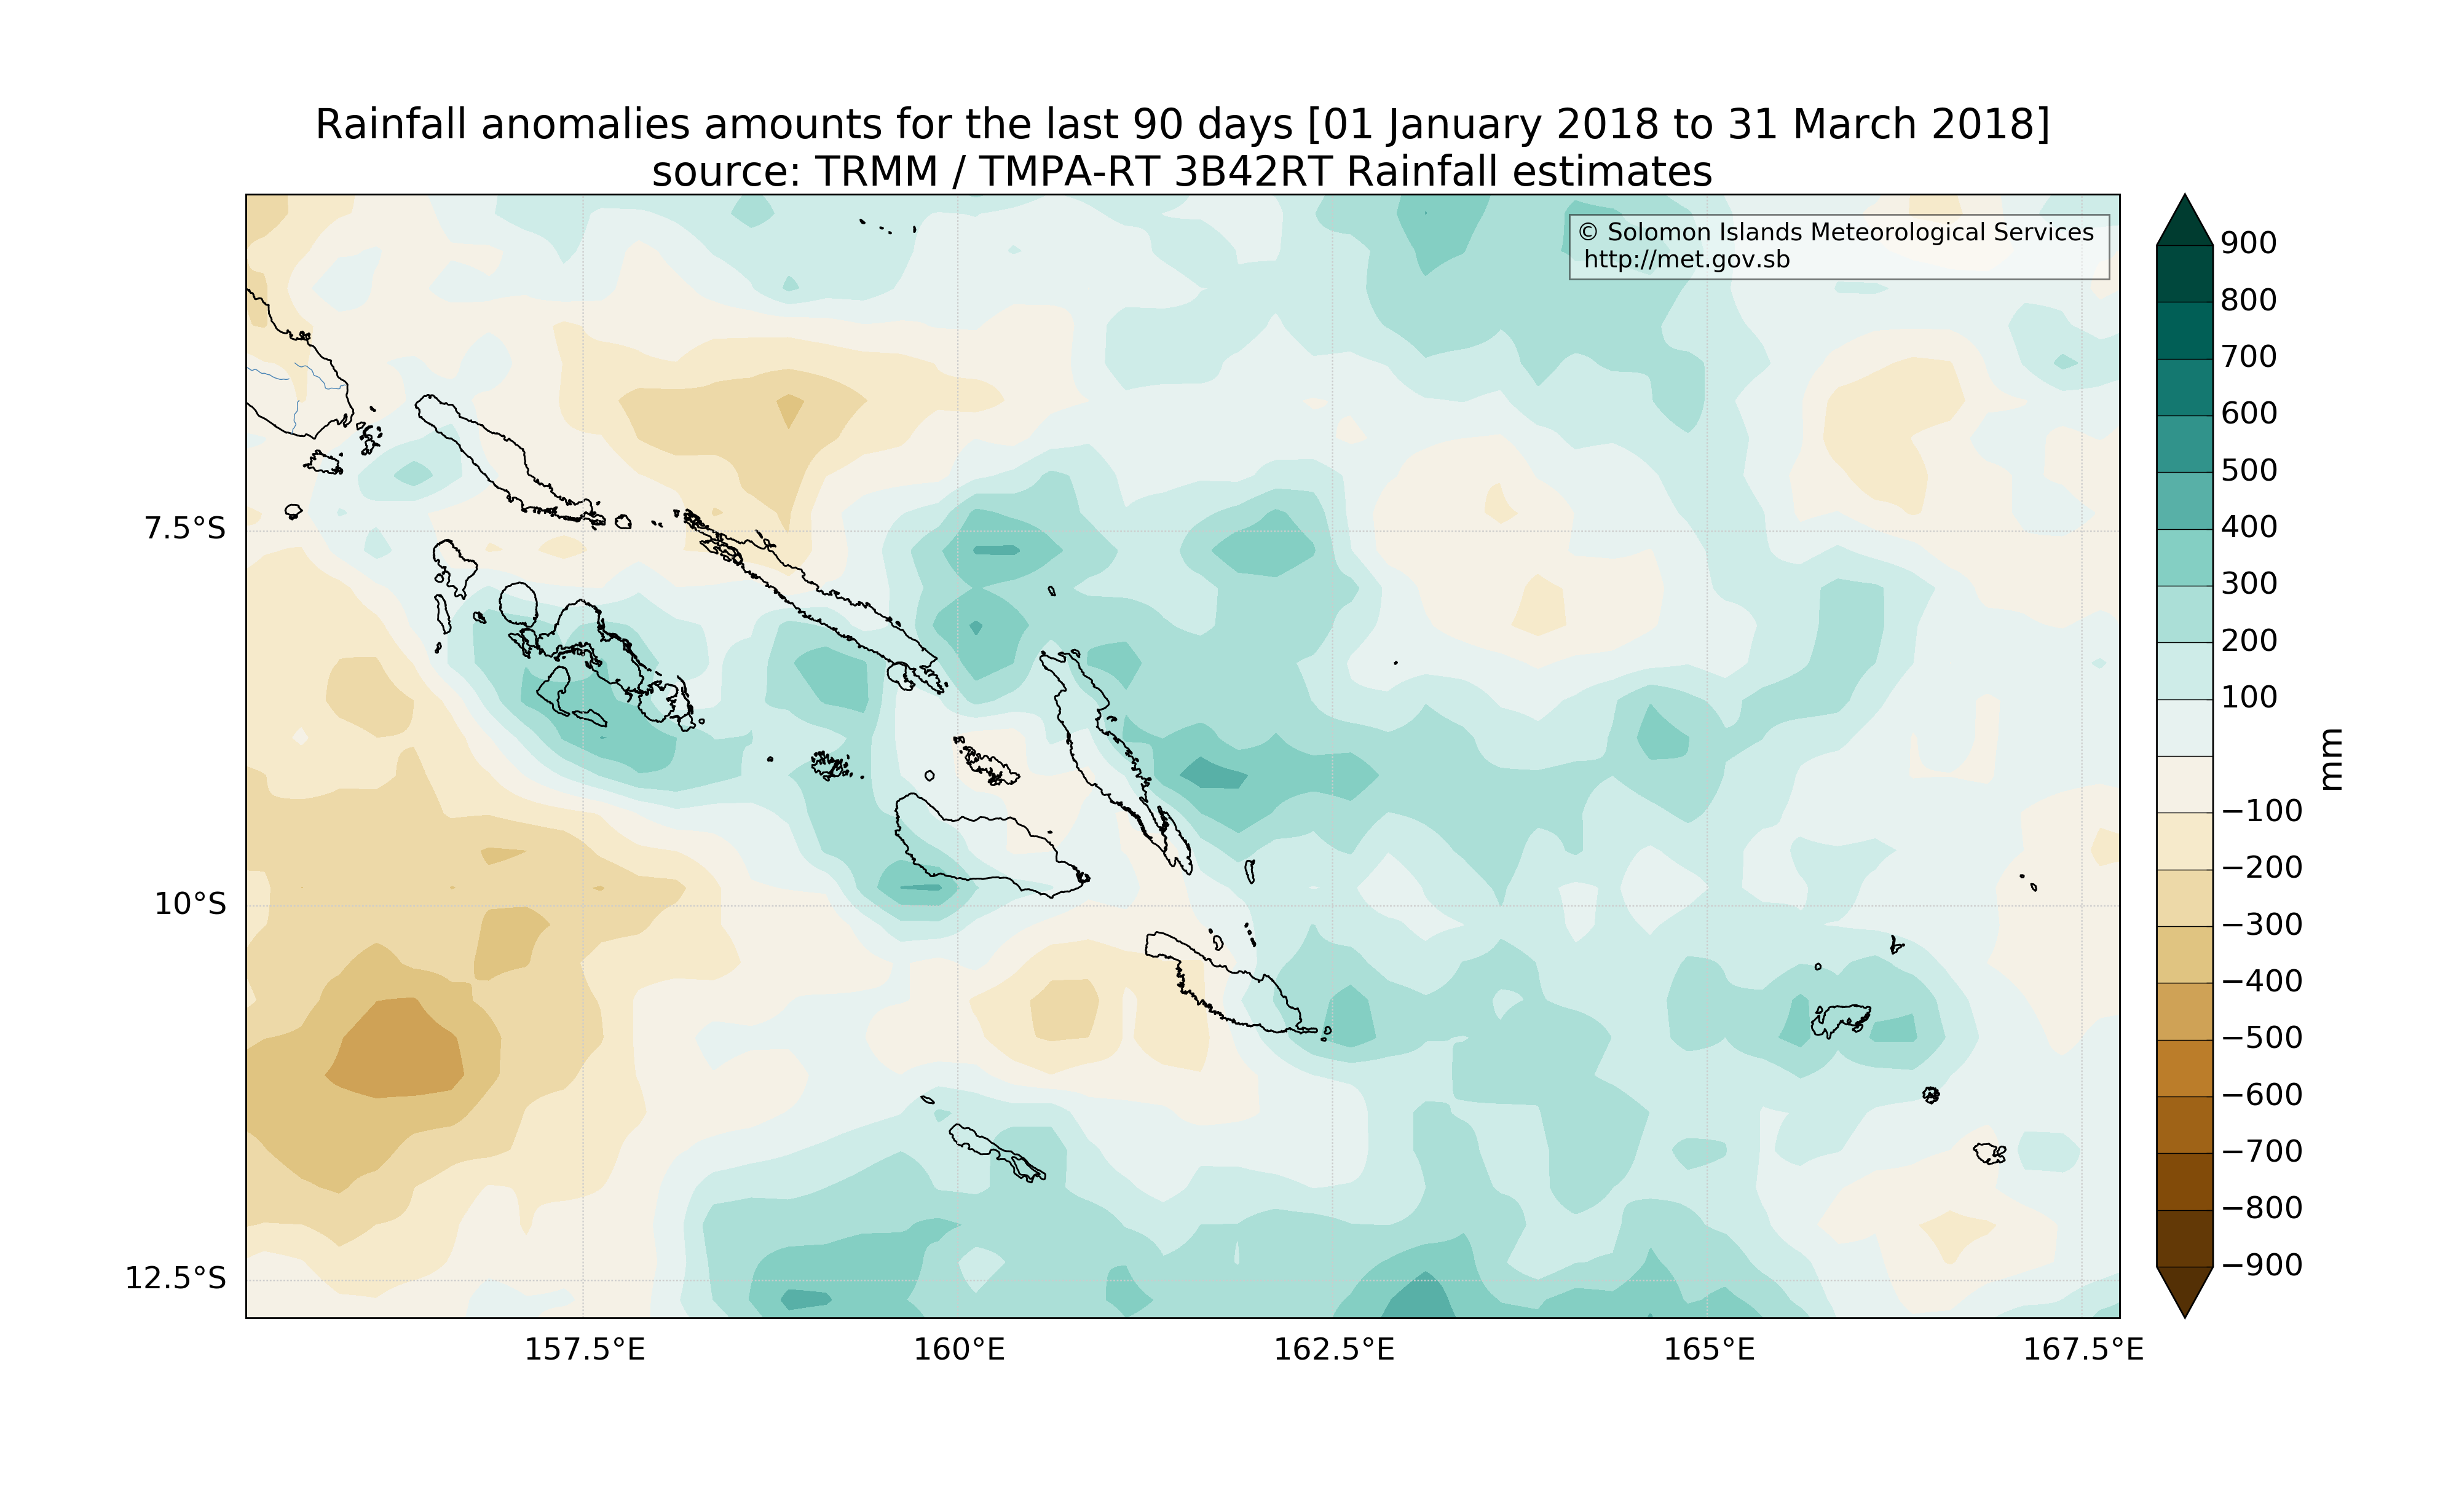 Rainfall anomalies amounts for the last 90 days [01 January 2018 to 31 March 2018]
source: TRMM / TMPA-RT 3B42RT Rainfall estimates
© Solomon Islands Meteorological Services
http://met.gov.sb
7.5°S
10°S
12.5°S
157.5°E
160°E
162.5°E
165°E
167.5°E
900
800
700
600
500
400
300
200
100
−100
−200
−300
−400
−500
−600
−700
−800
−900
mm